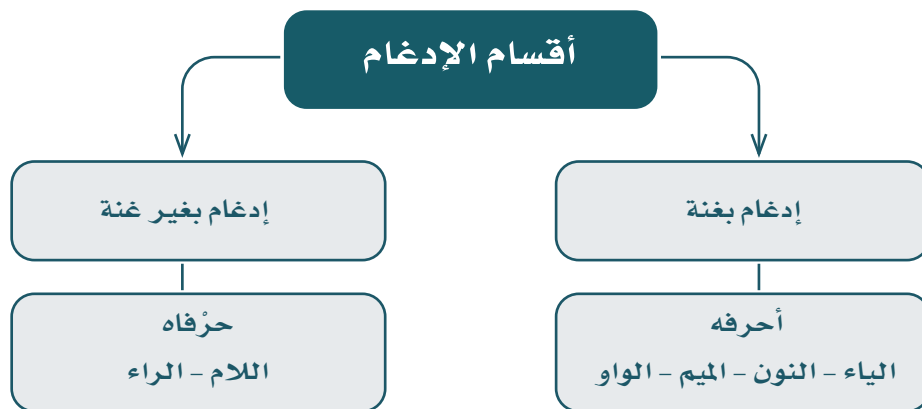 أقسام الإدغام
إدغام بغنة
إدغام بغير غنة
أحرفه
الياء - النون - الميم - الواو
حرْفاه
اللام - الراء